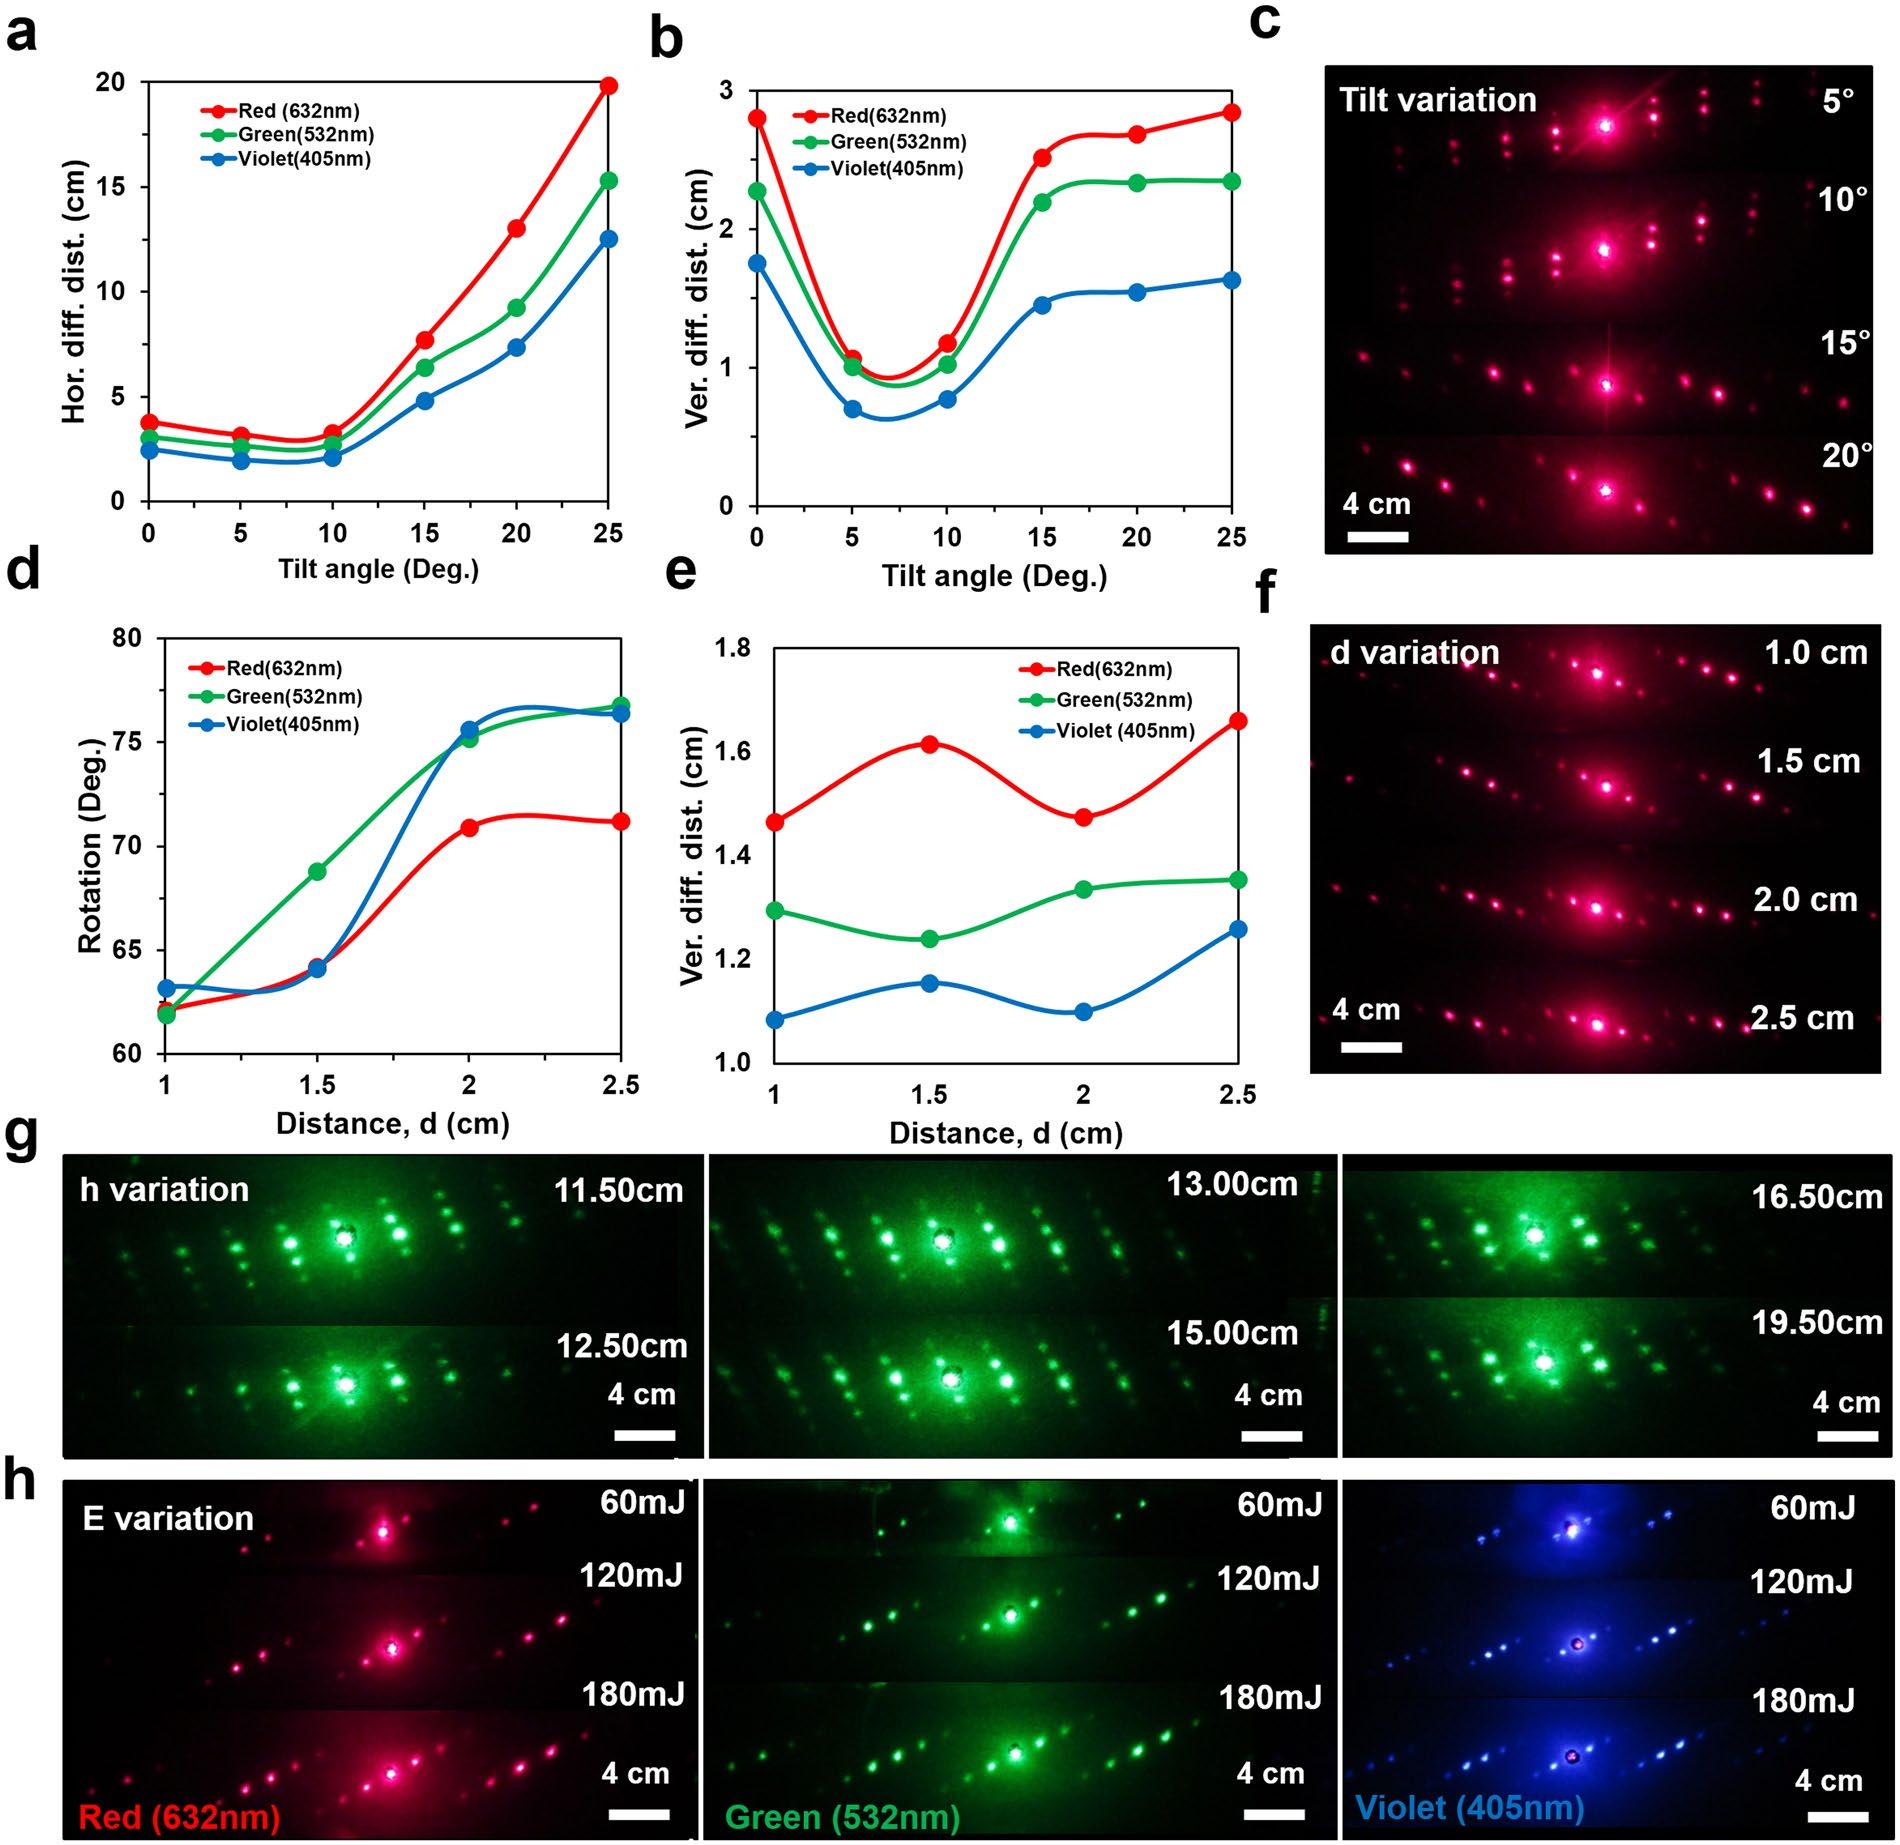 a
20
15
10
5
0
Hor. diff. dist. (cm)
Red (632nm)
Green(532nm)
Violet(405nm)
0 5 10 15 20 25
Tilt angle (Deg.)
b
3
2
1
0
Ver. diff. dist. (cm)
Red(632nm)
Green(532nm)
Violet(405nm)
0 5 10 15 20 25
Tilt angle (Deg.)
c
Tilt variation
5°
10°
15°
20°
4 cm
d
80
75
70
65
60
Rotation (Deg.)
Red(632nm)
Green(532nm)
Violet(405nm)
1 1.5 2 2.5
Distance, d (cm)
e
1.8
1.6
1.4
1.2
1.0
Ver. diff. dist. (cm)
Red(632nm)
Green(532nm)
Violet (405nm)
1 1.5 2 2.5
Distance, d (cm)
f
d variation
1.0 cm
1.5 cm
2.0 cm
2.5 cm
4 cm
g
h variation
11.50cm
12.50cm
4 cm
13.00cm
15.00cm
4 cm
16.50cm
19.50cm
4 cm
h
E variation
60mJ
120mJ
180mJ
4 cm
Red (632nm)
60mJ
120mJ
180mJ
4 cm
Green (532nm)
60mJ
120mJ
180mJ
4 cm
Violet (405nm)